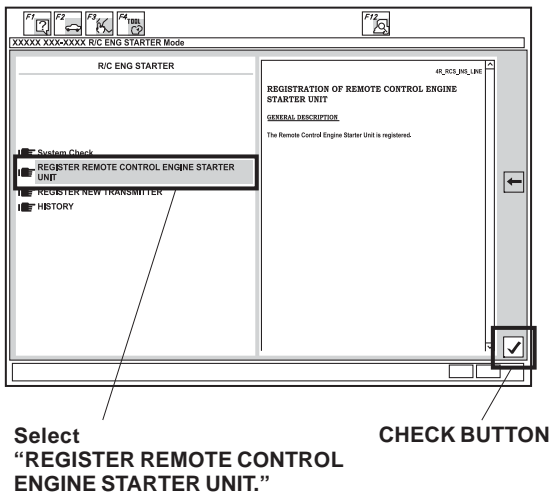 F1 F2 F3 F4 TOOL F12
XXXXX XXX-XXXX R/C ENG STARTER Mode
R/C ENG STARTER
System Check
REGISTER REMOTE CONTROL ENGINE STARTER
UNIT
REGISTER NEW TRANSMITTER
HISTORY
4R_RCS_INS_LINE
REGISTRATION OF REMOTE CONTROL ENGINE
STARTER UNIT
GENERAL DESCRIPTION
The Remote Control Engine Starter Unit is registered.
Select
“REGISTER REMOTE CONTROL
ENGINE STARTER UNIT.”
CHECK BUTTON